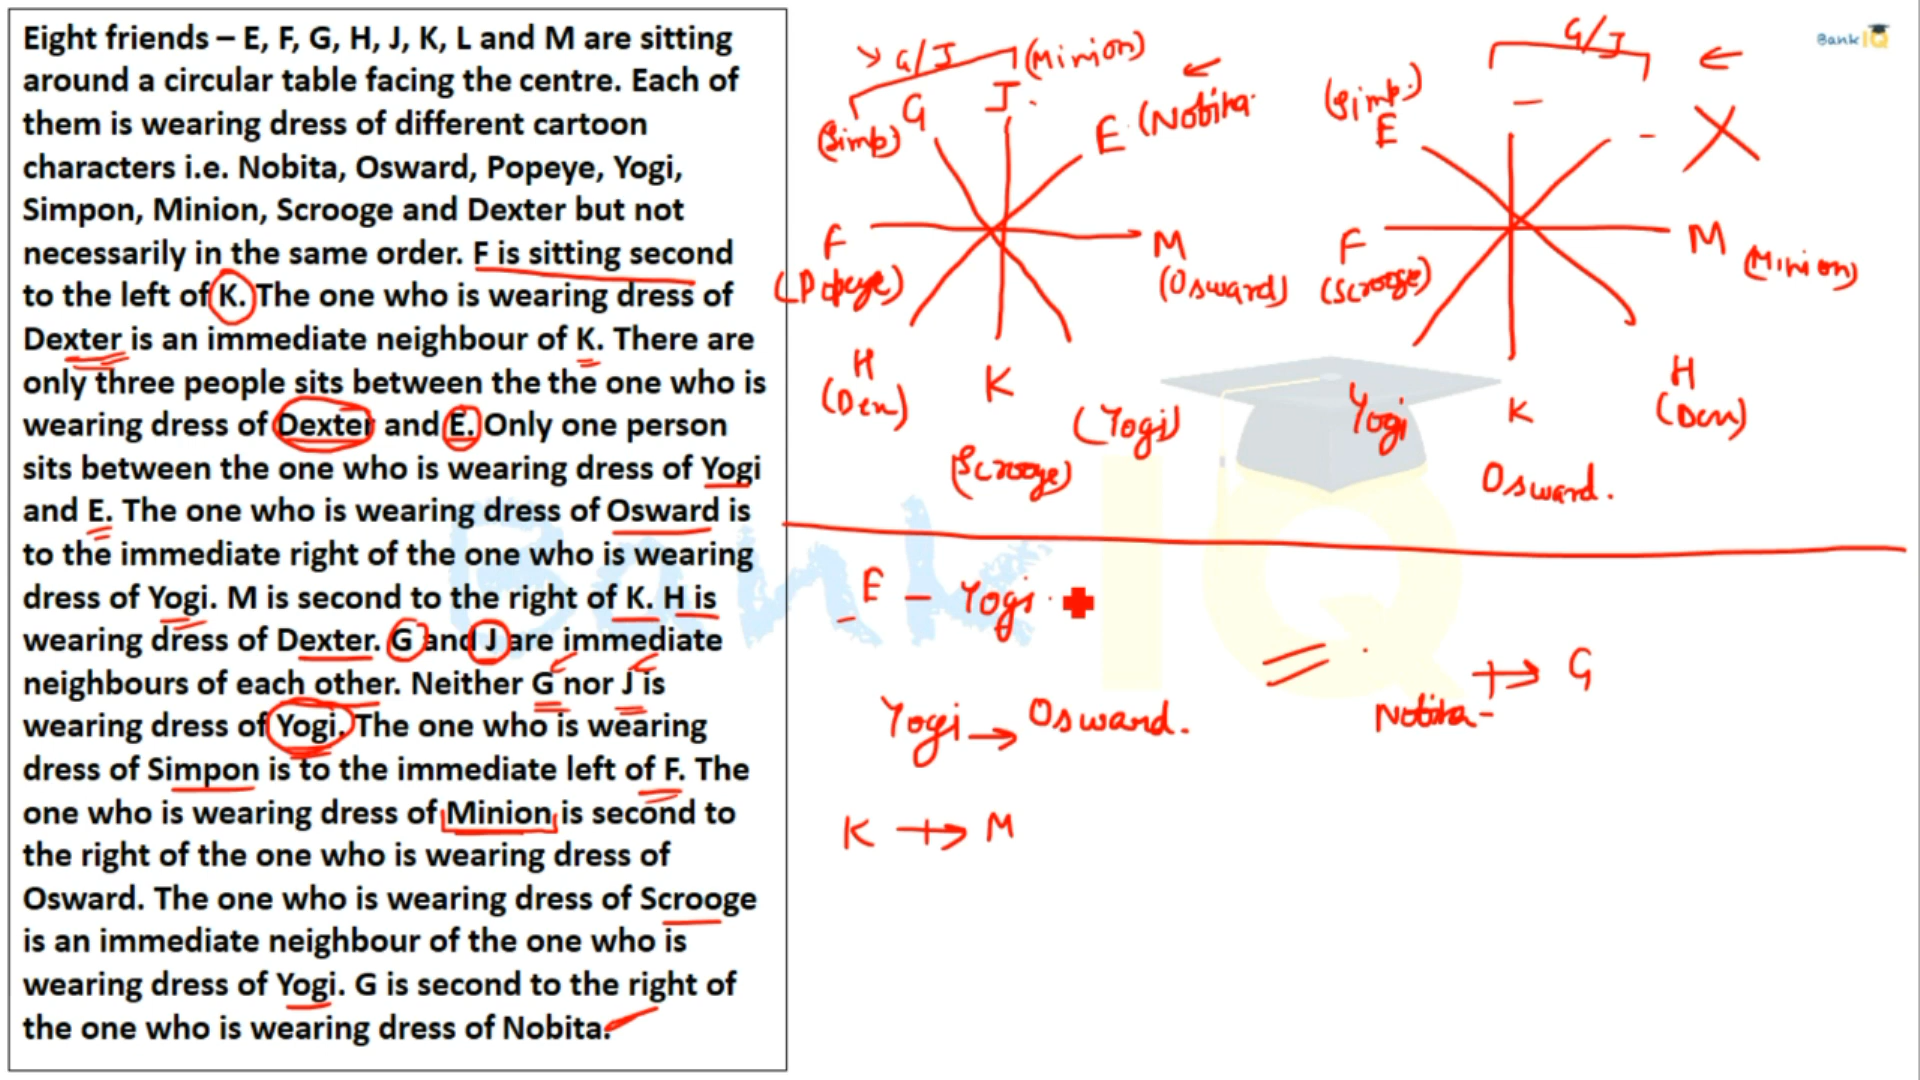 Eight friends – E, F, G, H, J, K, L and M are sitting
around a circular table facing the centre. Each of
them is wearing dress of different cartoon
characters i.e. Nobita, Osward, Popeye, Yogi,
Simpon, Minion, Scrooge and Dexter but not
necessarily in the same order. F is sitting second
to the left of K. The one who is wearing dress of
Dexter is an immediate neighbour of K. There are
only three people sits between the the one who is
wearing dress of Dexter and E. Only one person
sits between the one who is wearing dress of Yogi
and E. The one who is wearing dress of Osward is
to the immediate right of the one who is wearing
dress of Yogi. M is second to the right of K. H is
wearing dress of Dexter. G and J are immediate
neighbours of each other. Neither G nor J is
wearing dress of Yogi. The one who is wearing
dress of Simpon is to the immediate left of F. The
one who is wearing dress of Minion is second to
the right of the one who is wearing dress of
Osward. The one who is wearing dress of Scrooge
is an immediate neighbour of the one who is
wearing dress of Yogi. G is second to the right of
the one who is wearing dress of Nobita.
G/J (Minion)
G J
(Simp) E (Nobita
F M
(Popeye) (Osward)
H K (Yogi)
(Dex)
(Scrooge)
G/J
(Simp)
E – –
F M
(Scrooge) (Minion)
Yogi K H
(Dex)
Osward.
E – Yogi
Yogi → Osward.
K → M
Nobita → G
Bank IQ
Bank IQ